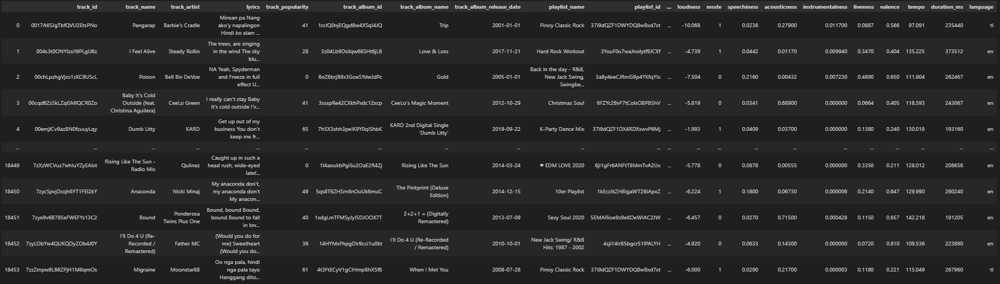 track_id track_name track_artist lyrics track_popularity track_album_id track_album_name track_album_release_date playlist_name playlist_id ... loudness mode speechiness acousticness instrumentalness liveness valence tempo duration_ms language
0 0017A6SJgTbfQVU2EtsPNo Pangarap Barbie's Cradle Minsan pa Nang ako'y napalingon Hindi ko alam ... 41 1srJQ0njEQgd8w4XSqI4JQ Trip 2001-01-01 Pinoy Classic Rock 37i9dQZF1DWYDQ8wBxd7xt ... -10.068 1 0.0236 0.27900 0.011700 0.0887 0.566 97.091 235440 tl
1 004s3t0ONYlzxII9PLgU6z I Feel Alive Steady Rollin The trees, are singing in the wind The sky blu... 28 3z04Lb9Dsilqw68SHt6jLB Love & Loss 2017-11-21 Hard Rock Workout 3YouF0u7waJnolytf9JCXf ... -4.739 1 0.0442 0.01170 0.009940 0.3470 0.404 135.225 373512 en
2 00chLpzhgVjxs1zKC9UScL Poison Bell Biv DeVoe NA Yeah, Spyderman and Freeze in full effect U... 0 6oZ6brjB8x3GoeSYdwJdPc Gold 2005-01-01 Back in the day - R&B, New Jack Swing, Swingbe... 3a9y4eeCJRmG9p4YKfqYlx ... -7.504 0 0.2160 0.00432 0.007230 0.4890 0.650 111.904 262467 en
3 00cqd6ZsSkLZqGMlQCR0Zo Baby It's Cold Outside (feat. Christina Aguilera) CeeLo Green I really can't stay Baby it's cold outside I'v... 41 3ssspRe42CXkhPxdc12xcp CeeLo's Magic Moment 2012-10-29 Christmas Soul 6FZYc2BvF7tColxO8PBShV ... -5.819 0 0.0341 0.68900 0.000000 0.0664 0.405 118.593 243067 en
4 00emjlCv9azBN0fzuuyLqy Dumb Litty KARD Get up out of my business You don't keep me fr... 65 7h5X3xhh3peIK9Y0qI5hbK KARD 2nd Digital Single 'Dumb Litty' 2019-09-22 K-Party Dance Mix 37i9dQZF1DX4RDXswvP6Mj ... -1.993 1 0.0409 0.03700 0.000000 0.1380 0.240 130.018 193160 en
... ... ... ... ... ... ... ... ... ... ... ... ... ... ... ... ... ... ... ... ... ...
18449 7zXzWCVuz7whluYZyEAlxt Rising Like The Sun - Radio Mix Qulinez Caught up in such a head rush, wide-eyed latel... 0 1I4aoukbPgi5u2OaE2R4Zj Rising Like The Sun 2014-03-24 ❤ EDM LOVE 2020 6jI1gFr6ANFtT8MmTvA2Ux ... -5.778 0 0.0878 0.00555 0.000000 0.3350 0.211 128.012 208656 en
18450 7zycSpvjDcqh6YT1FEl2kY Anaconda Nicki Minaj My anaconda don't, my anaconda don't My anacon... 49 5qs8T6ZHSrnIlnOuUk6muC The Pinkprint (Deluxe Edition) 2014-12-15 10er Playlist 1kEczIkZH8IgaWT2BiApxZ ... -6.224 1 0.1800 0.06730 0.000006 0.2140 0.647 129.990 260240 en
18451 7zye9v6B785eFWEFYs13C2 Bound Ponderosa Twins Plus One Bound, bound Bound, bound Bound to fall in lov... 40 1xdgLmTFMSyJyI5DJOOX7T 2+2+1 = (Digitally Remastered) 2013-07-09 Sexy Soul 2020 5EMARioe9z9eKOeWIAC2JW ... -6.457 0 0.0270 0.71500 0.000428 0.1150 0.657 142.218 191205 en
18452 7zyLObYw4QUKQDyZOb4J0Y I'll Do 4 U (Re-Recorded / Remastered) Father MC (Would you do for me) Sweetheart (Would you do... 36 14HYMxFhpgDlr9cci1u0kt I'll Do 4 U (Re-Recorded / Remastered) 2010-10-01 New Jack Swing/ R&B Hits: 1987 - 2002 4sji14lrB5bgcr51IPALYH ... -4.920 0 0.0633 0.14300 0.000000 0.0720 0.810 109.536 223890 en
18453 7zzZmpw8L66ZPjH1M6qmOs Migraine Moonstar88 Oo nga pala, hindi nga pala tayo Hanggang dito... 61 4t3FtECyV1gCIHmpBhXSfB When I Met You 2008-07-28 Pinoy Classic Rock 37i9dQZF1DWYDQ8wBxd7xt ... -6.000 1 0.0290 0.21700 0.000003 0.1180 0.221 115.049 267960 tl